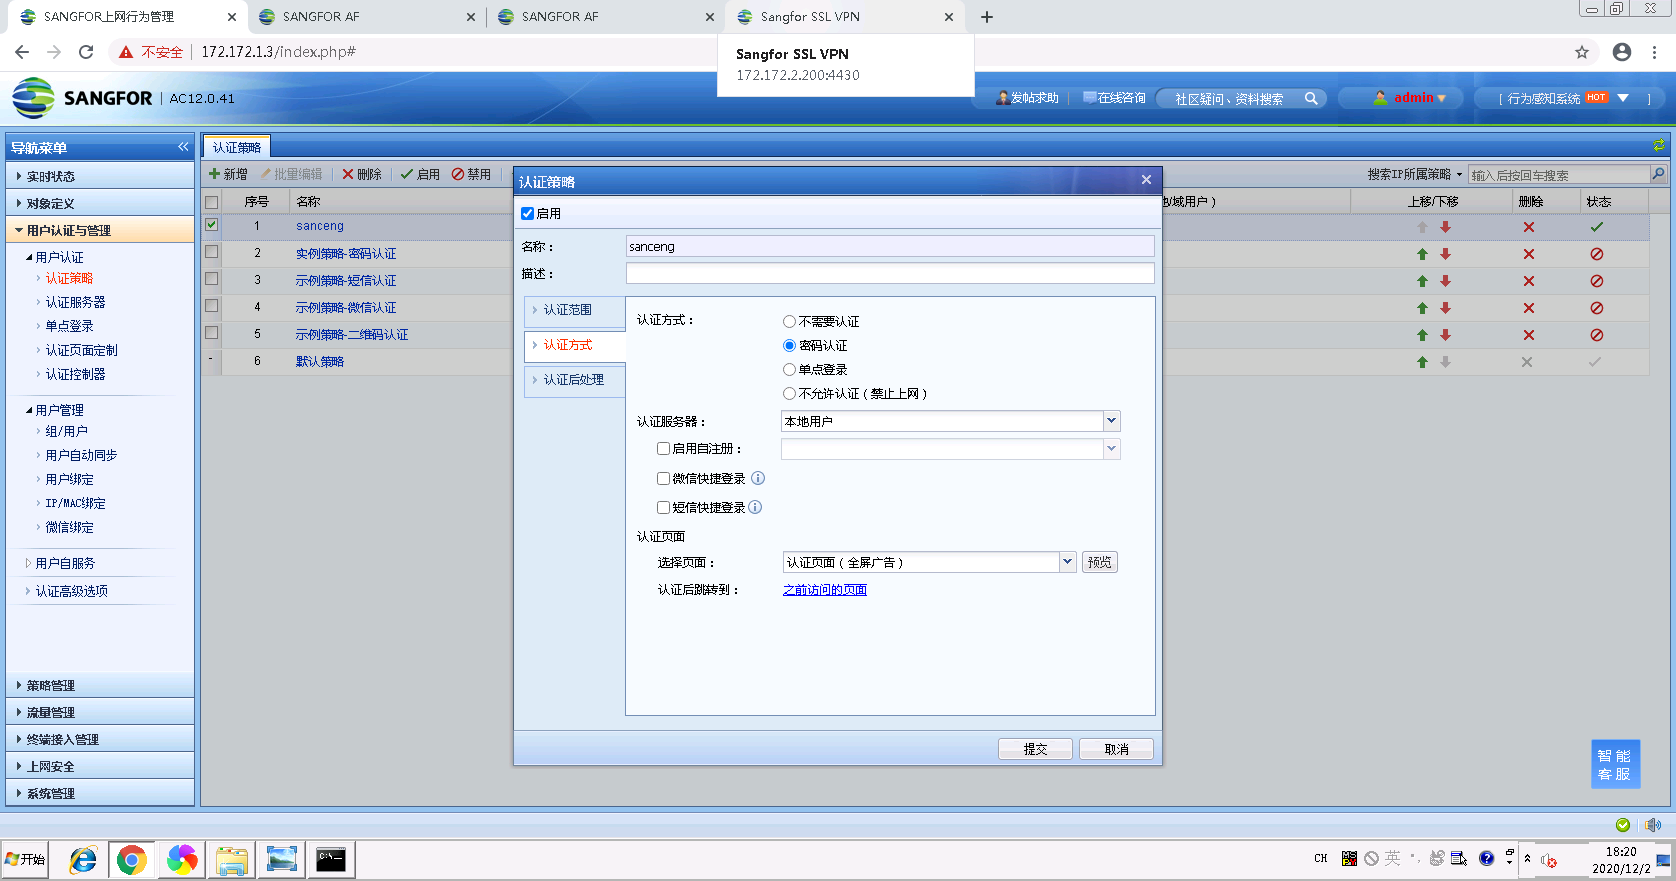 SANGFOR上网行为管理
SANGFOR AF
SANGFOR AF
Sangfor SSL VPN
不安全
172.172.1.3/index.php#
Sangfor SSL VPN
172.172.2.200:4430
SANGFOR
AC12.0.41
发帖求助
在线咨询
社区疑问、资料搜索
admin
[ 行为感知系统 HOT ]
导航菜单
实时状态
对象定义
用户认证与管理
用户认证
认证策略
认证服务器
单点登录
认证页面定制
认证控制器
用户管理
组/用户
用户自动同步
用户绑定
IP/MAC绑定
微信绑定
用户自服务
认证高级选项
策略管理
流量管理
终端接入管理
上网安全
系统管理
认证策略
新增
批量编辑
删除
启用
禁用
搜索IP所属策略
输入后按回车搜索
序号 名称
域用户 )
上移/下移 删除 状态
1 sanceng
2 实例策略-密码认证
3 示例策略-短信认证
4 示例策略-微信认证
5 示例策略-二维码认证
- 6 默认策略
认证策略
启用
名称：
sanceng
描述：
认证范围
认证方式
认证后处理
认证方式：
不需要认证
密码认证
单点登录
不允许认证 ( 禁止上网 )
认证服务器：
本地用户
启用自注册：
微信快捷登录
短信快捷登录
认证页面
选择页面：
认证页面 ( 全屏广告 )
预览
认证后跳转到：
之前访问的页面
提交
取消
智能
客服
开始
C:\
CH
英
18:20
2020/12/2